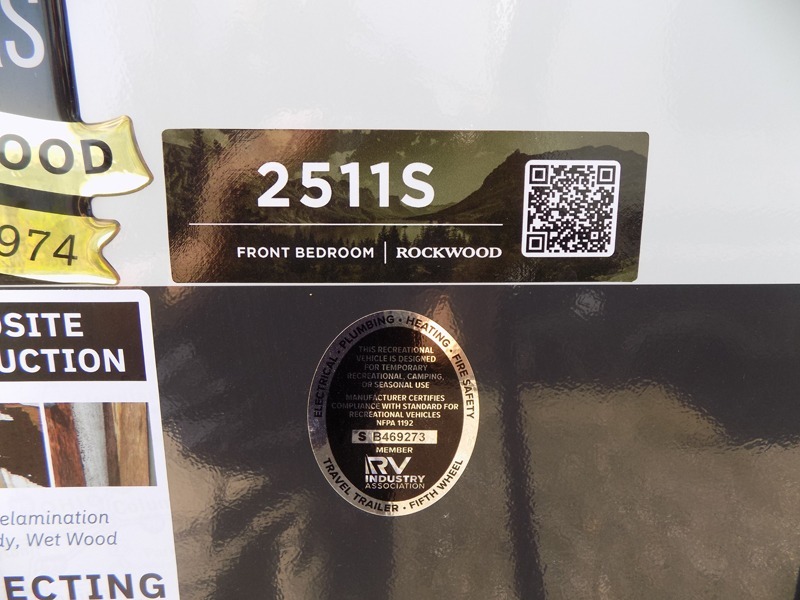 S
OOD
974
2511S
FRONT BEDROOM | ROCKWOOD
OSITE
UCTION
elamination
dy, Wet Wood
ECTING
ELECTRICAL · PLUMBING · HEATING · FIRE SAFETY
THIS RECREATIONAL
VEHICLE IS DESIGNED
FOR TEMPORARY
RECREATIONAL, CAMPING,
OR SEASONAL USE
MANUFACTURER CERTIFIES
COMPLIANCE WITH STANDARD FOR
RECREATIONAL VEHICLES
NFPA 1192
S B469273
MEMBER
RV
INDUSTRY
ASSOCIATION
TRAVEL TRAILER · FIFTH WHEEL